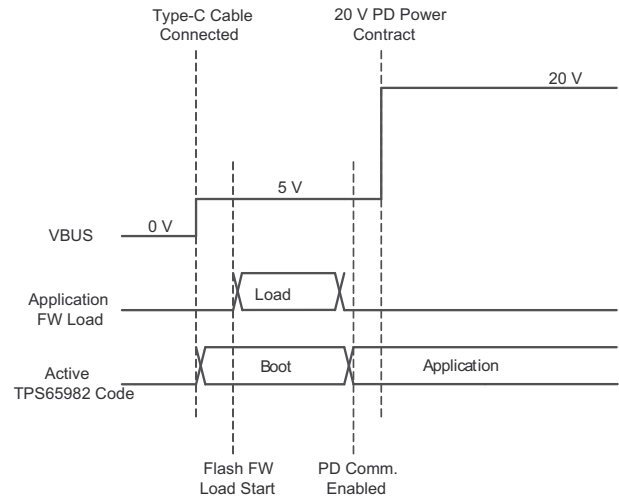 Type-C Cable
Connected
20 V PD Power
Contract
20 V
5 V
0 V
VBUS
Load
Application
FW Load
Boot
Application
Active
TPS65982 Code
Flash FW
Load Start
PD Comm.
Enabled